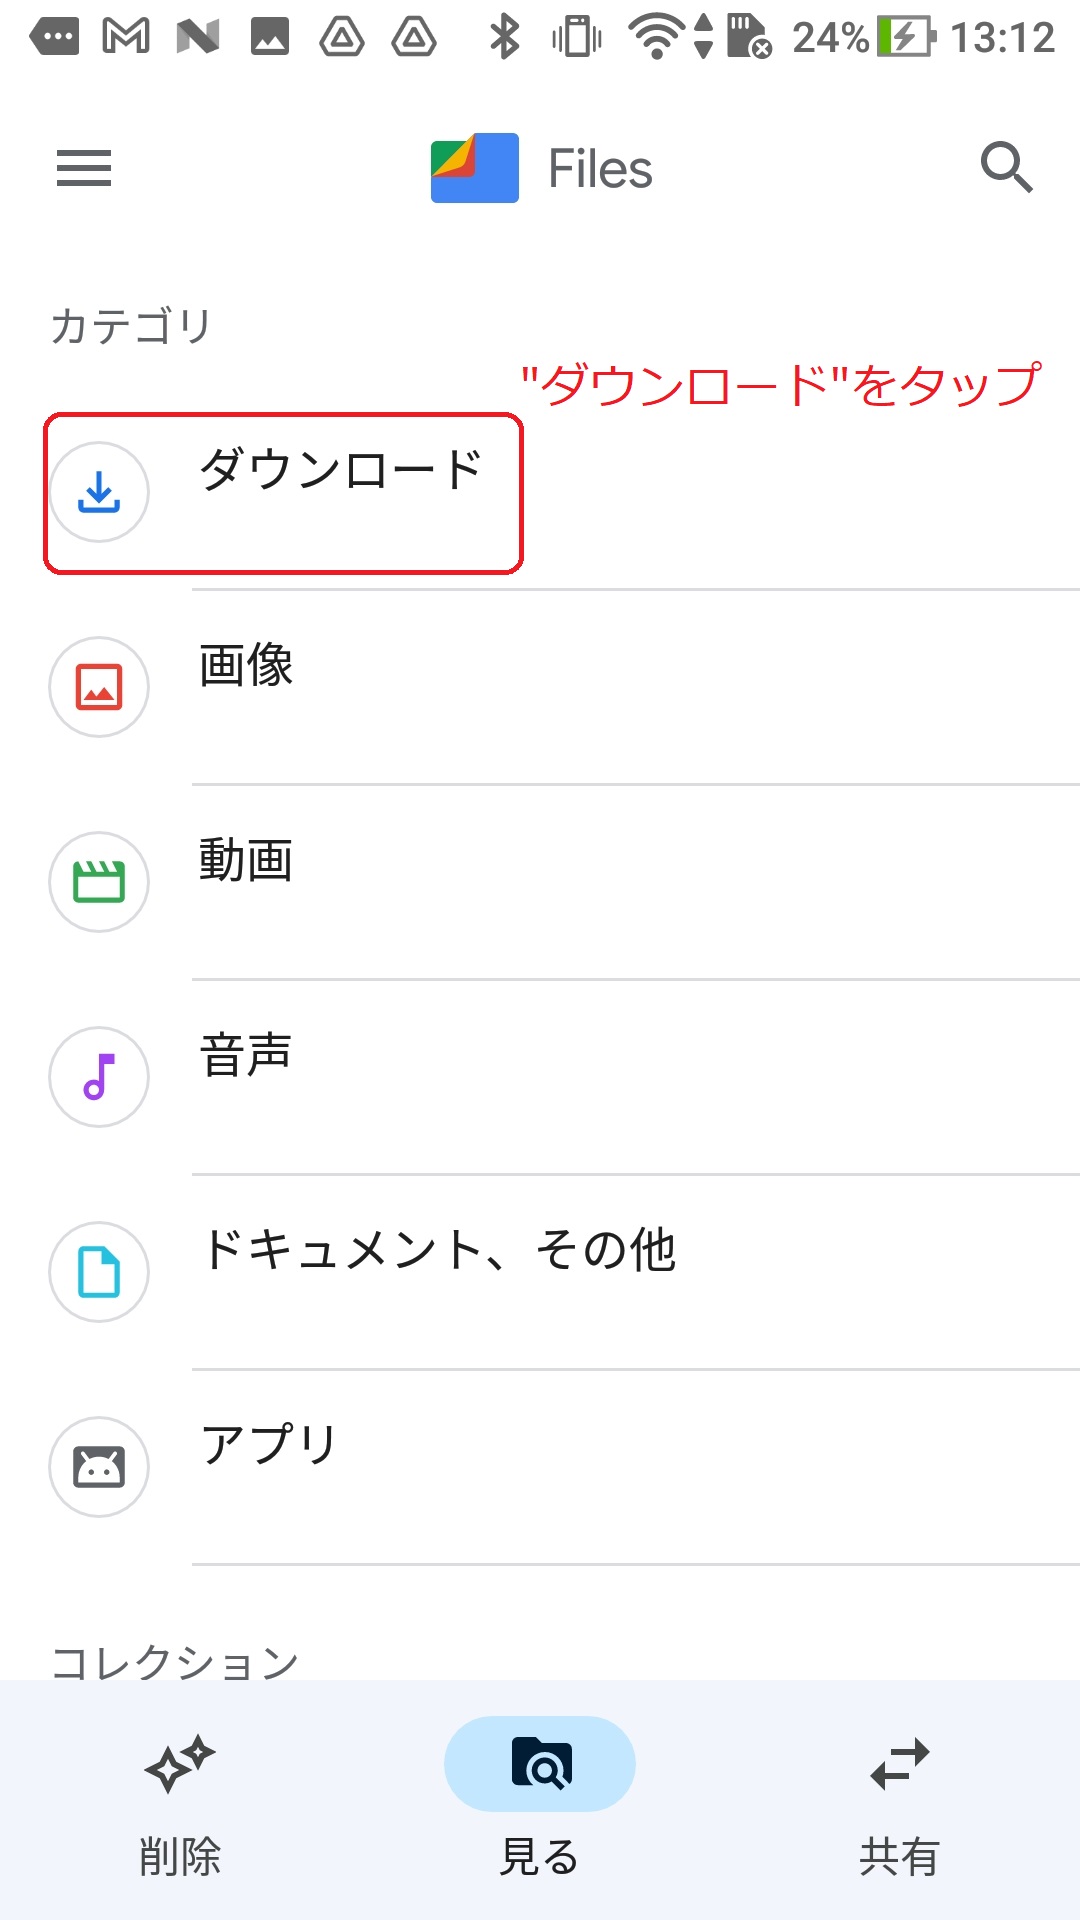 24% 13:12
Files
カテゴリ
"ダウンロード"をタップ
ダウンロード
画像
動画
音声
ドキュメント、その他
アプリ
コレクション
削除 見る 共有